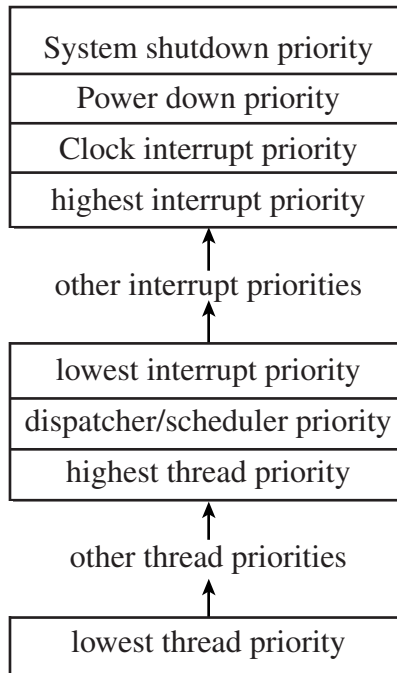 System shutdown priority
Power down priority
Clock interrupt priority
highest interrupt priority
other interrupt priorities
lowest interrupt priority
dispatcher/scheduler priority
highest thread priority
other thread priorities
lowest thread priority